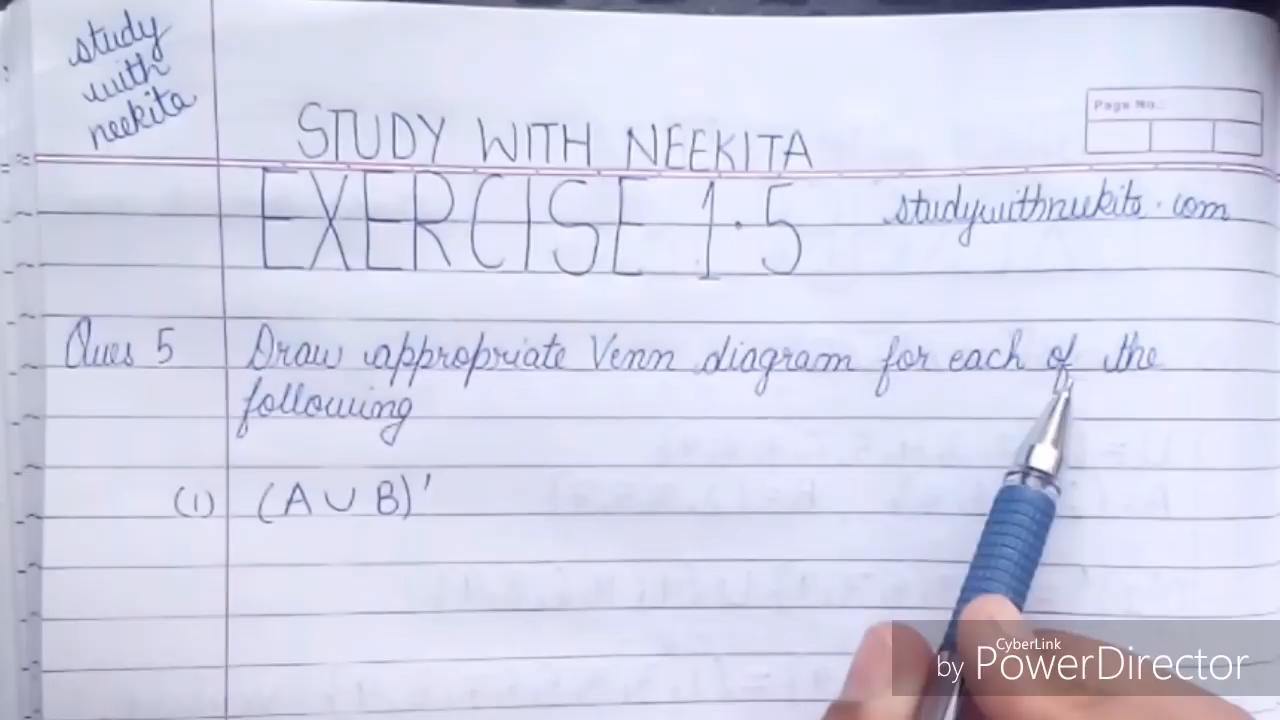 study
with
neekita
STUDY WITH NEEKITA
Page No.:
EXERCISE 1.5
studywithneekita.com
Ques 5 Draw appropriate Venn diagram for each of the
following
(1) (A ∪ B)'
CyberLink
by PowerDirector